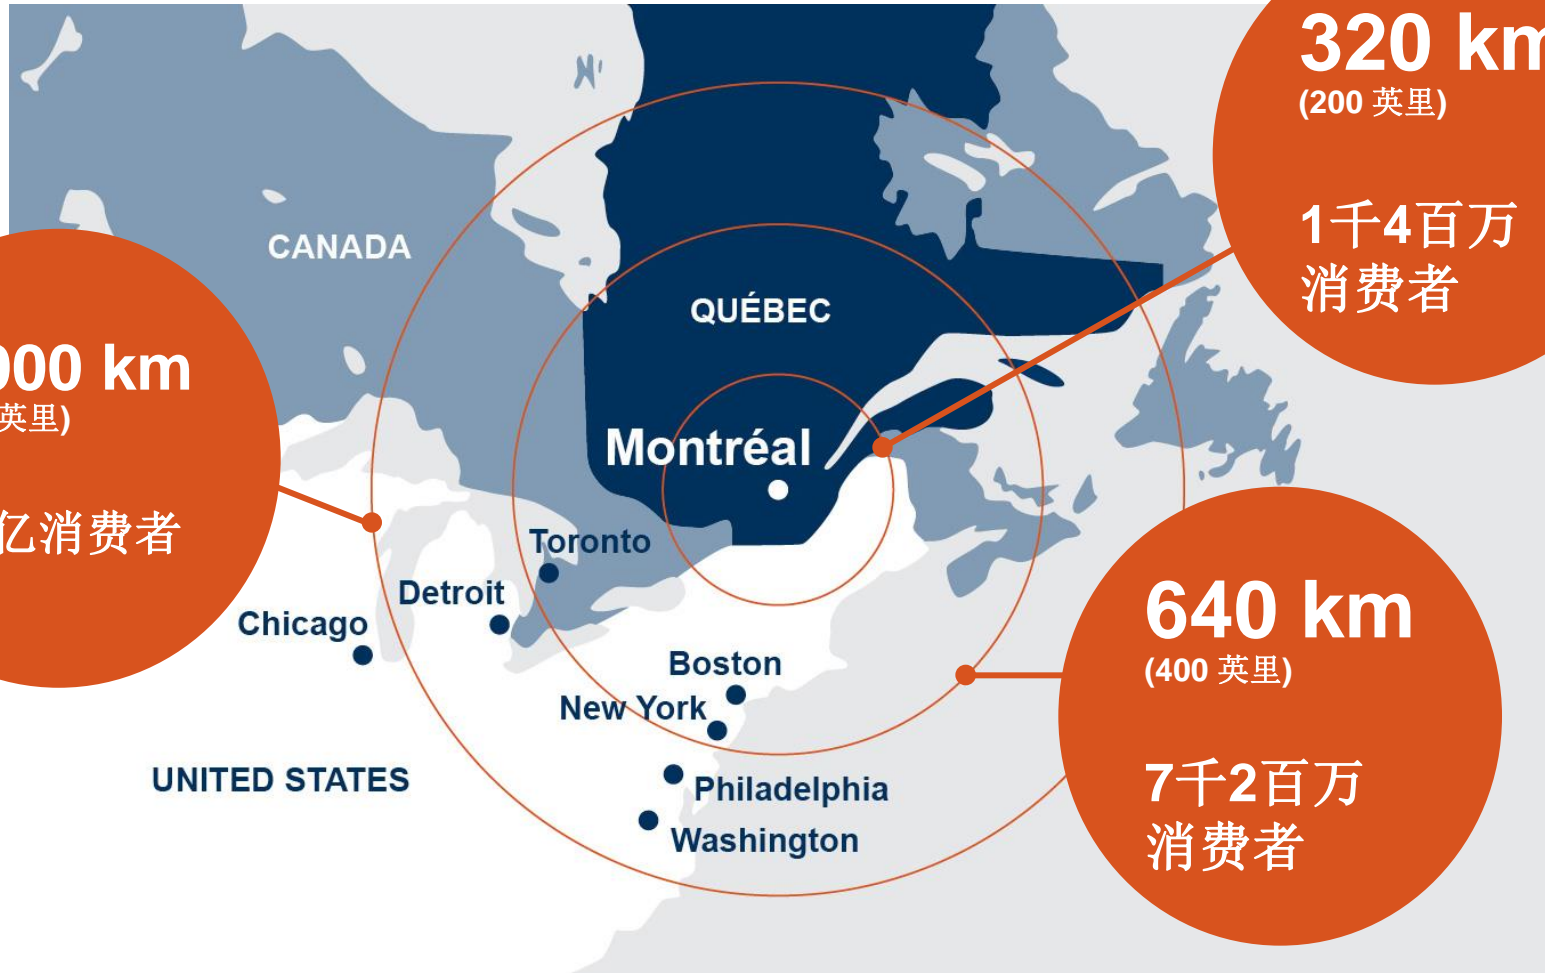 320 km
(200 英里)
1千4百万
消费者
CANADA
QUÉBEC
000 km
英里)
亿消费者
Montréal
Toronto
Detroit
Chicago
Boston
New York
UNITED STATES
Philadelphia
Washington
640 km
(400 英里)
7千2百万
消费者